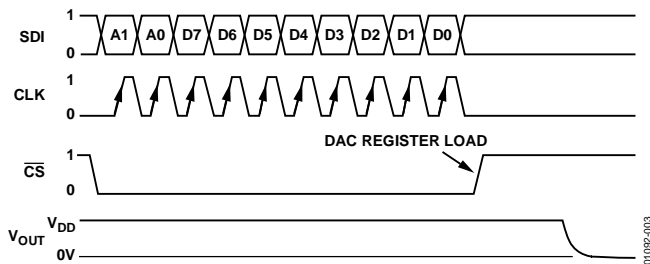 1
SDI
0
A1 A0 D7 D6 D5 D4 D3 D2 D1 D0
1
CLK
0
DAC REGISTER LOAD
1
CS
0
VOUT
VDD
0V
01092-003